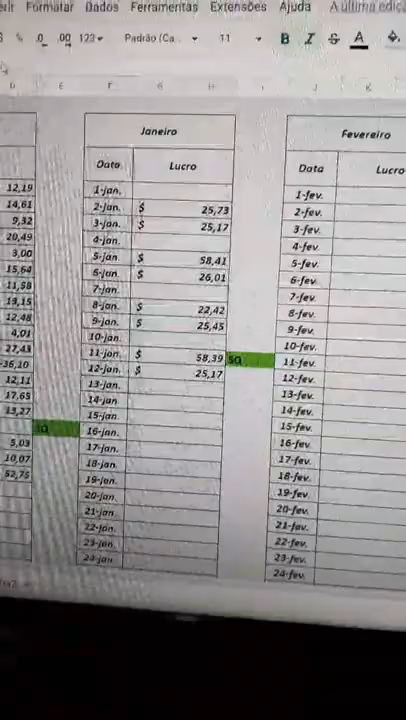 Formatar Dados Ferramentas Extensões Ajuda A última ediç
$ % .0 .00 123 Padrão (Ca... 11 B I S A
D E F G H I J K
Janeiro Fevereiro
Data Lucro Data Lucro
12,19 1-jan. 1-fev.
14,61 2-jan. $ 25,73 2-fev.
9,32 3-jan. $ 25,17 3-fev.
20,49 4-jan. 4-fev.
3,00 5-jan. $ 58,41 5-fev.
15,64 6-jan. $ 26,01 6-fev.
11,58 7-jan. 7-fev.
13,15 8-jan. $ 22,42 8-fev.
12,48 9-jan. $ 25,45 9-fev.
4,01 10-jan. 10-fev.
27,43 11-jan. $ 58,39 SQ 11-fev.
-36,10 12-jan. $ 25,17 12-fev.
12,11 13-jan. 13-fev.
17,65 14-jan. 14-fev.
13,27 15-jan. 15-fev.
16-jan. 16-fev.
5,03 17-jan. 17-fev.
10,07 18-jan. 18-fev.
52,75 19-jan. 19-fev.
20-jan. 20-fev.
21-jan. 21-fev.
22-jan. 22-fev.
23-jan. 23-fev.
24-jan. 24-fev.